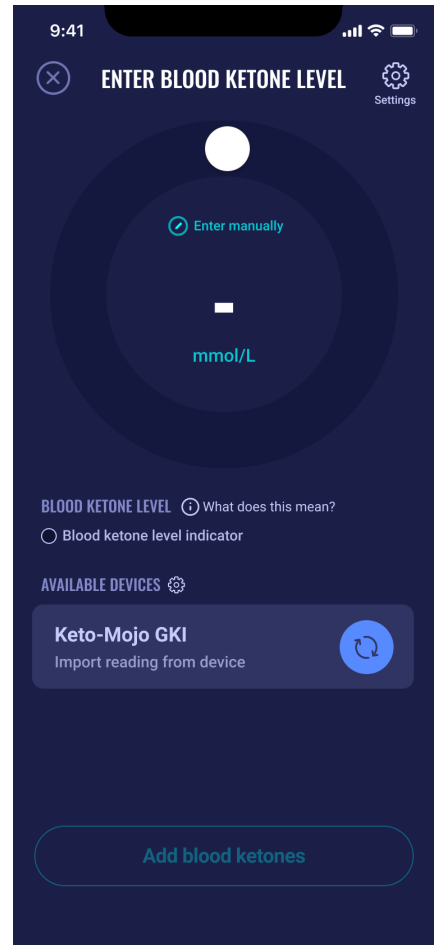 9:41
ENTER BLOOD KETONE LEVEL
Settings
Enter manually
-
mmol/L
BLOOD KETONE LEVEL What does this mean?
Blood ketone level indicator
AVAILABLE DEVICES
Keto-Mojo GKI
Import reading from device
Add blood ketones